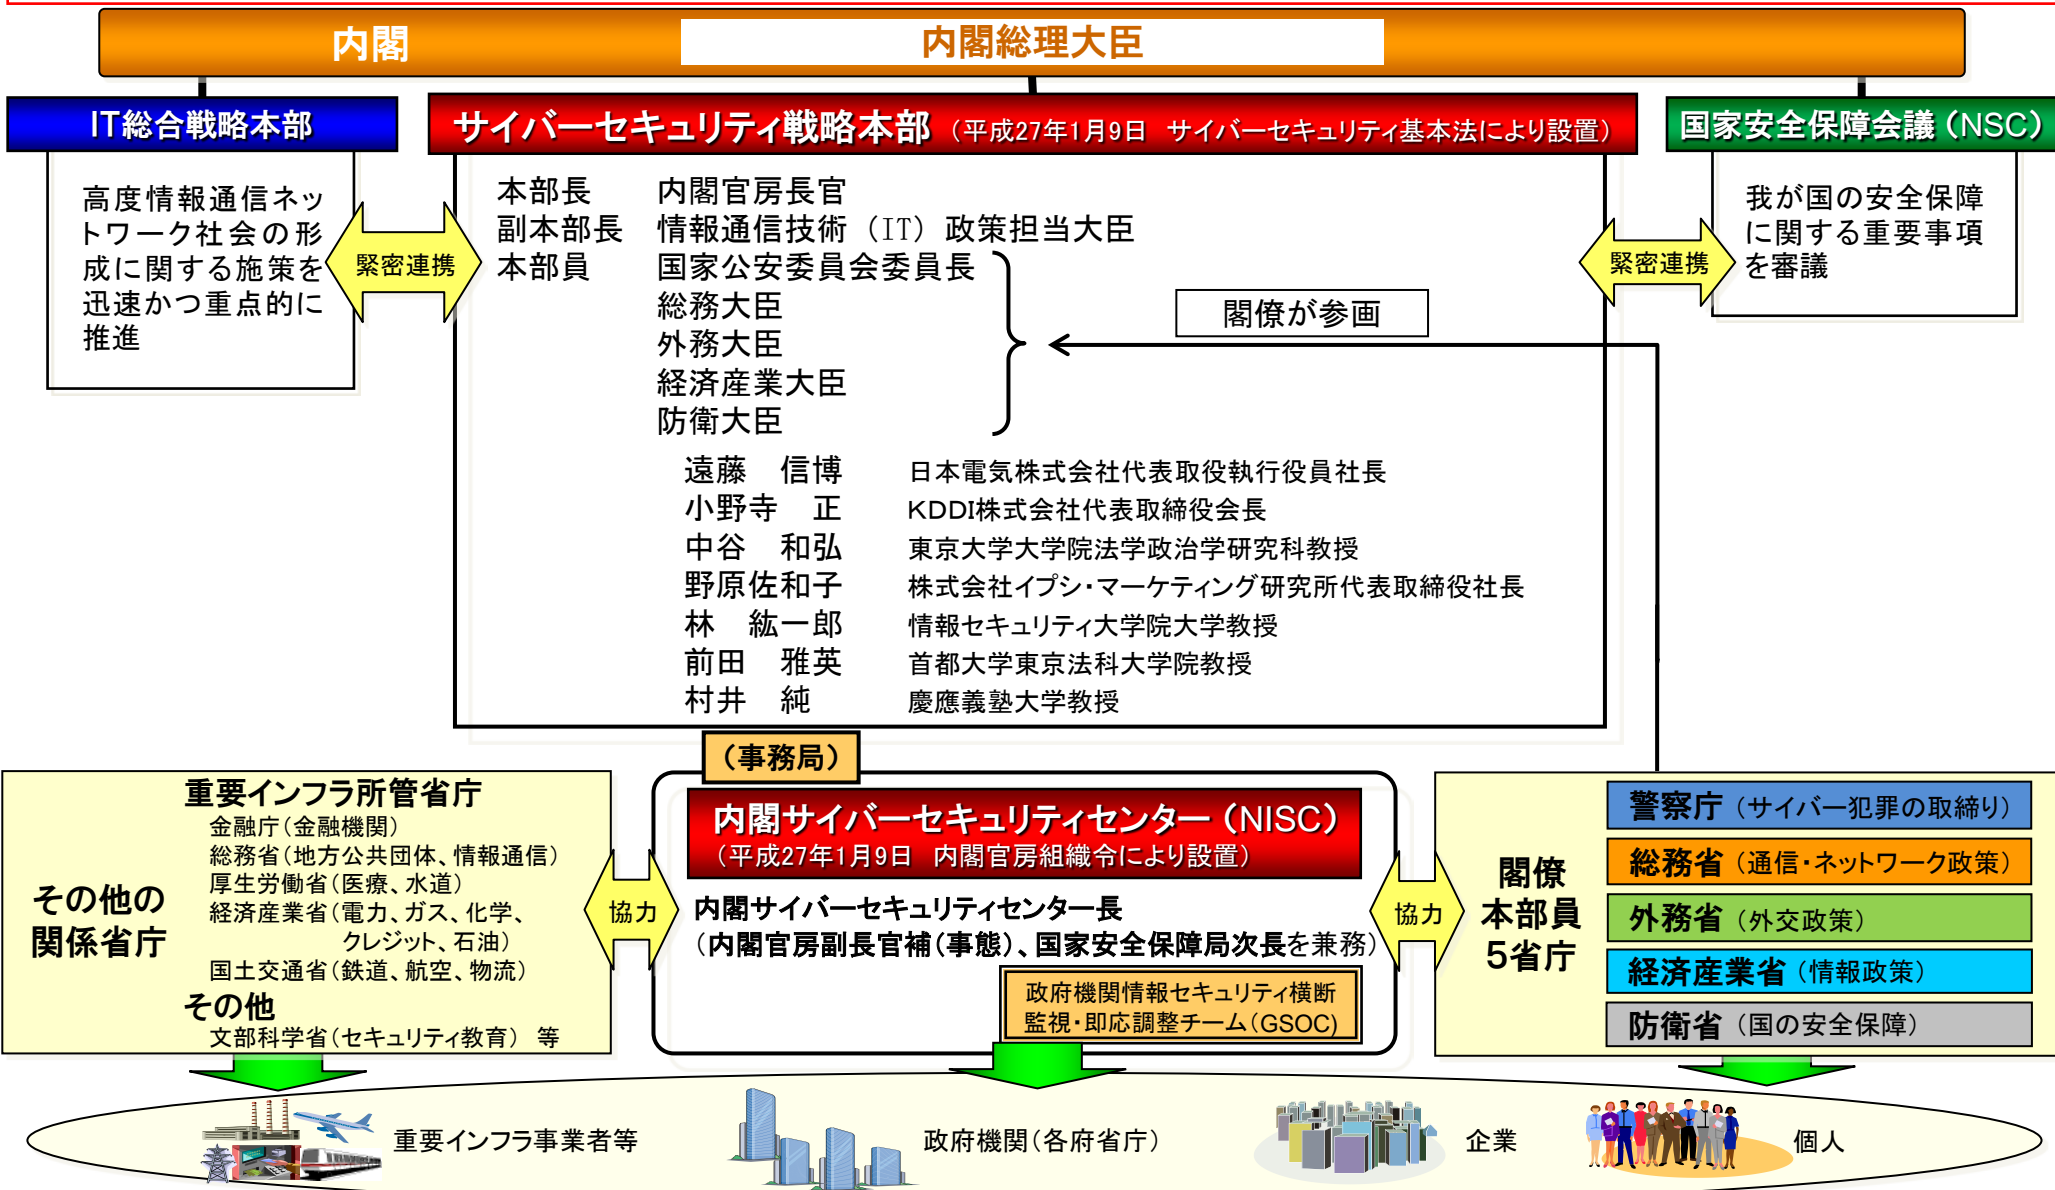 内閣
内閣総理大臣
IT総合戦略本部
高度情報通信ネッ
トワーク社会の形
成に関する施策を
迅速かつ重点的に
推進
緊密連携
サイバーセキュリティ戦略本部（平成27年1月9日　サイバーセキュリティ基本法により設置）
本部長　内閣官房長官
副本部長　情報通信技術（IT）政策担当大臣
本部員　国家公安委員会委員長
総務大臣
外務大臣
経済産業大臣
防衛大臣
閣僚が参画
遠藤　信博　日本電気株式会社代表取役執行役員社長
小野寺　正　KDDI株式会社代表取締役会長
中谷　和弘　東京大学大学院法学政治学研究科教授
野原佐和子　株式会社イプシ・マーケティング研究所代表取締役社長
林　紘一郎　情報セキュリティ大学院大学教授
前田　雅英　首都大学東京法科大学院教授
村井　純　慶應義塾大学教授
緊密連携
国家安全保障会議（NSC）
我が国の安全保障
に関する重要事項
を審議
その他の
関係省庁
重要インフラ所管省庁
金融庁（金融機関）
総務省（地方公共団体、情報通信）
厚生労働省（医療、水道）
経済産業省（電力、ガス、化学、
クレジット、石油）
国土交通省（鉄道、航空、物流）
その他
文部科学省（セキュリティ教育）　等
協力
（事務局）
内閣サイバーセキュリティセンター（NISC）
（平成27年1月9日　内閣官房組織令により設置）
内閣サイバーセキュリティセンター長
（内閣官房副長官補（事態）、国家安全保障局次長を兼務）
政府機関情報セキュリティ横断
監視・即応調整チーム（GSOC）
協力
閣僚
本部員
5省庁
警察庁（サイバー犯罪の取締り）
総務省（通信・ネットワーク政策）
外務省（外交政策）
経済産業省（情報政策）
防衛省（国の安全保障）
重要インフラ事業者等
政府機関（各府省庁）
企業
個人